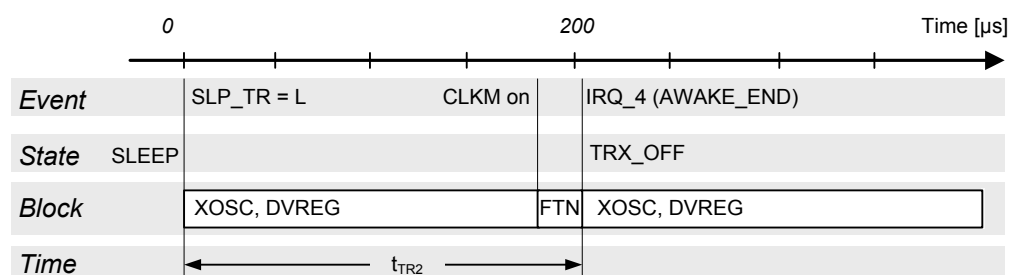 0 200 Time [µs]
Event SLP_TR = L CLKM on IRQ_4 (AWAKE_END)
State SLEEP TRX_OFF
Block XOSC, DVREG FTN XOSC, DVREG
Time tTR2